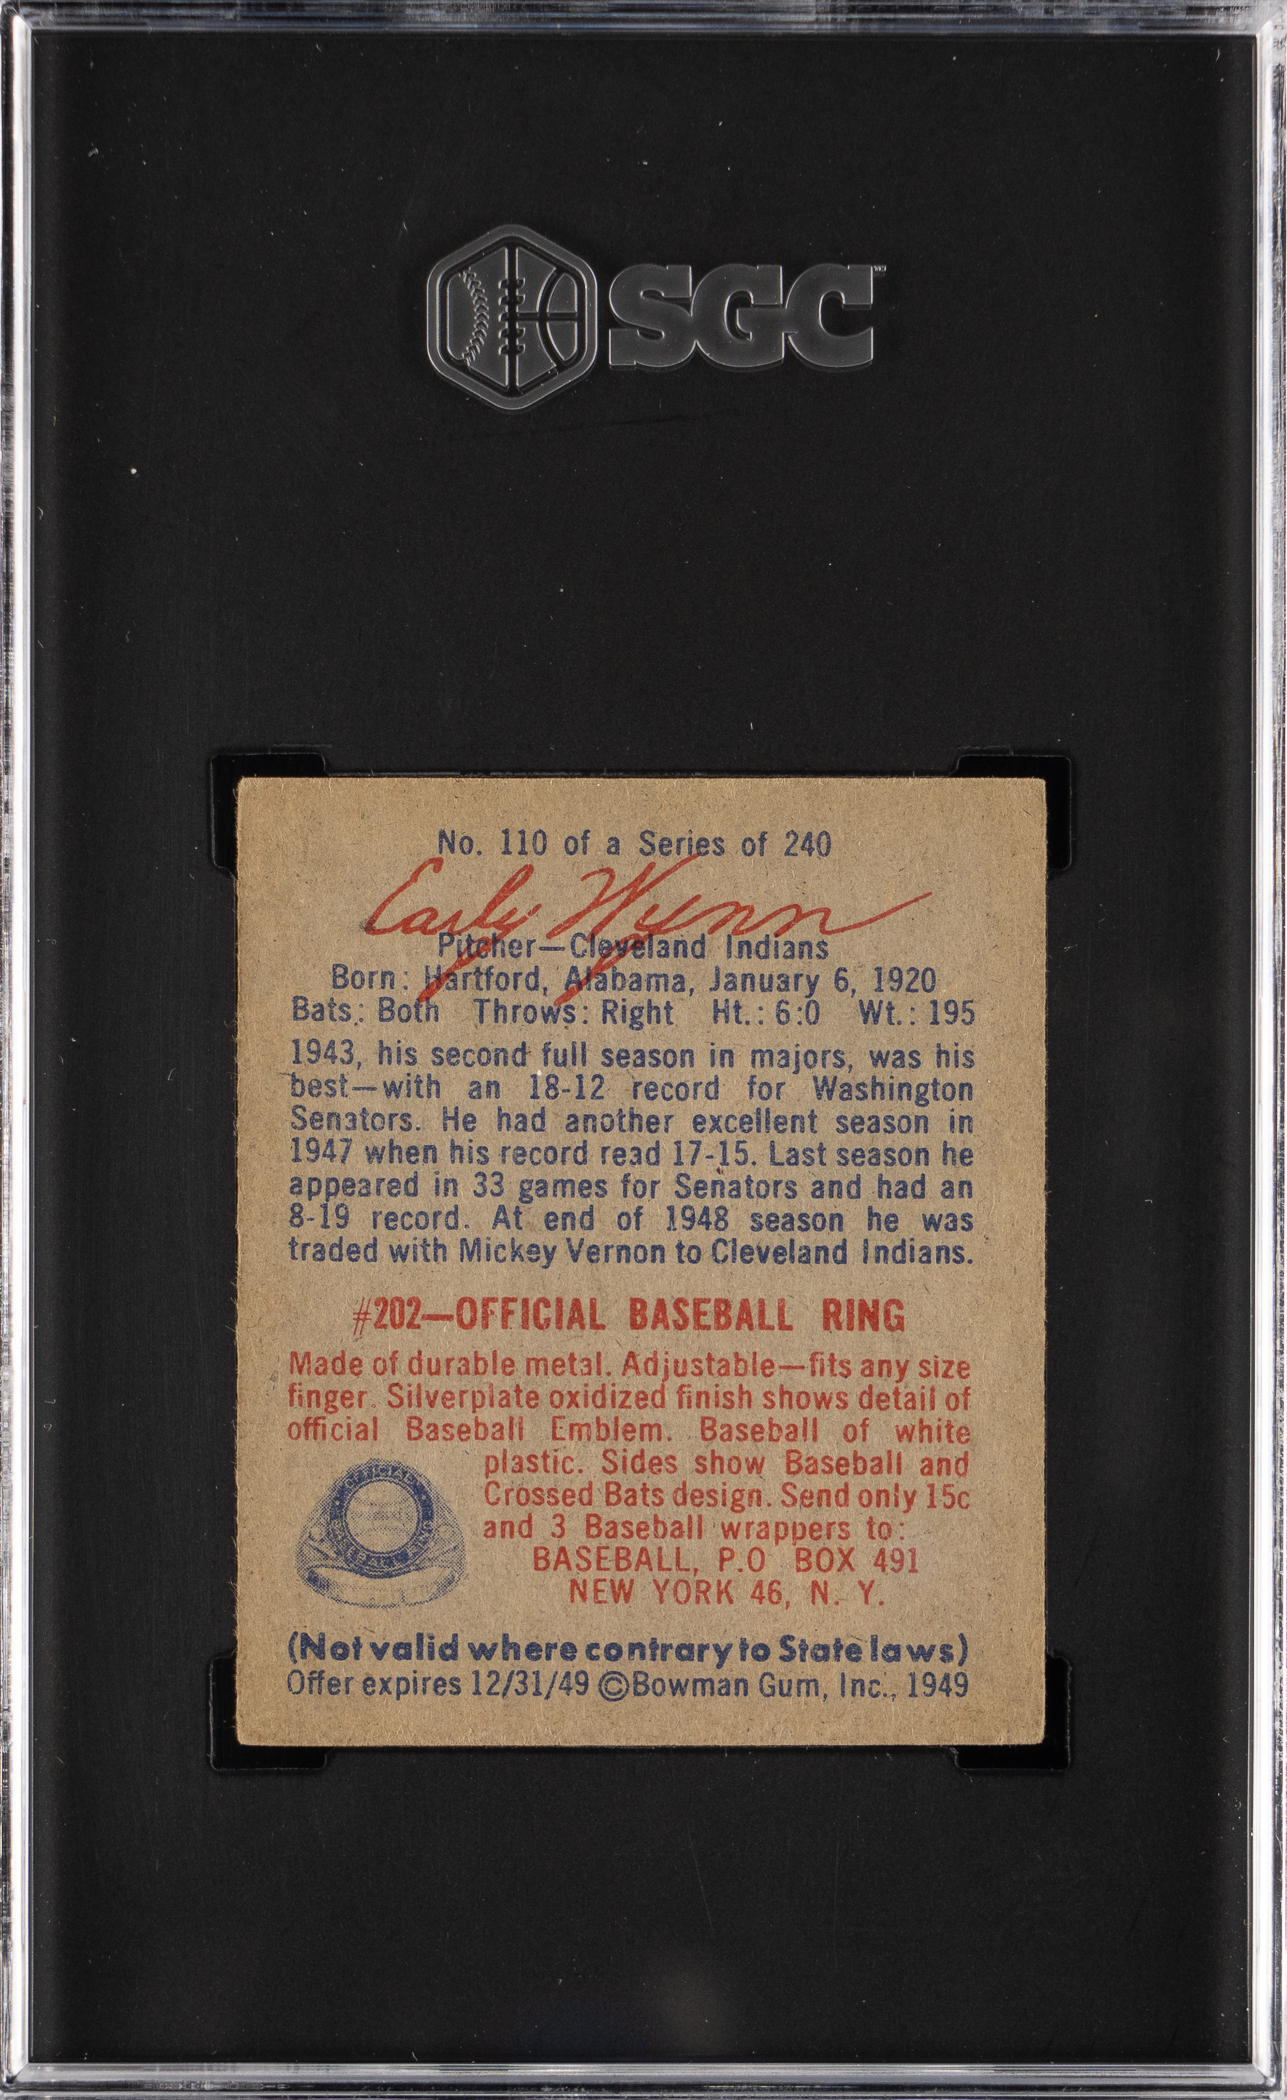 SGC™
No. 110 of a Series of 240
Early Wynn
Pitcher—Cleveland Indians
Born: Hartford, Alabama, January 6, 1920
Bats: Both Throws: Right Ht.: 6:0 Wt.: 195
1943, his second full season in majors, was his
best—with an 18-12 record for Washington
Senators. He had another excellent season in
1947 when his record read 17-15. Last season he
appeared in 33 games for Senators and had an
8-19 record. At end of 1948 season he was
traded with Mickey Vernon to Cleveland Indians.
#202—OFFICIAL BASEBALL RING
Made of durable metal. Adjustable—fits any size
finger. Silverplate oxidized finish shows detail of
official Baseball Emblem. Baseball of white
plastic. Sides show Baseball and
Crossed Bats design. Send only 15c
and 3 Baseball wrappers to:
BASEBALL, P.O BOX 491
NEW YORK 46, N. Y.
OFFICIAL
(Not valid where contrary to State laws)
Offer expires 12/31/49 ©Bowman Gum, Inc., 1949